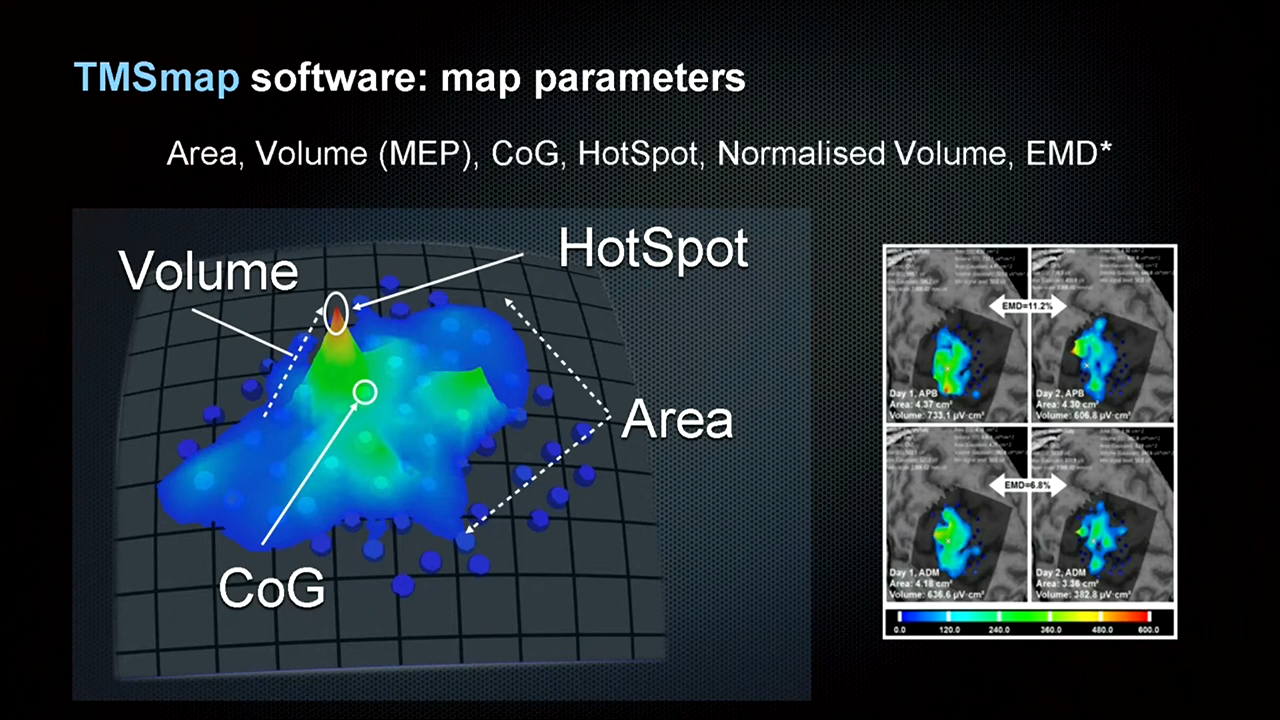 TMSmap software: map parameters
Area, Volume (MEP), CoG, HotSpot, Normalised Volume, EMD*
HotSpot
Volume
Area
CoG
EMD=11.2%
Day 1, APB
Area: 4.37 cm²
Volume: 733.1 µV·cm²
Day 2, APB
Area: 4.30 cm²
Volume: 606.8 µV·cm²
EMD=6.8%
Day 1, ADM
Area: 4.18 cm²
Volume: 636.6 µV·cm²
Day 2, ADM
Area: 3.36 cm²
Volume: 382.8 µV·cm²
0.0 120.0 240.0 360.0 480.0 600.0